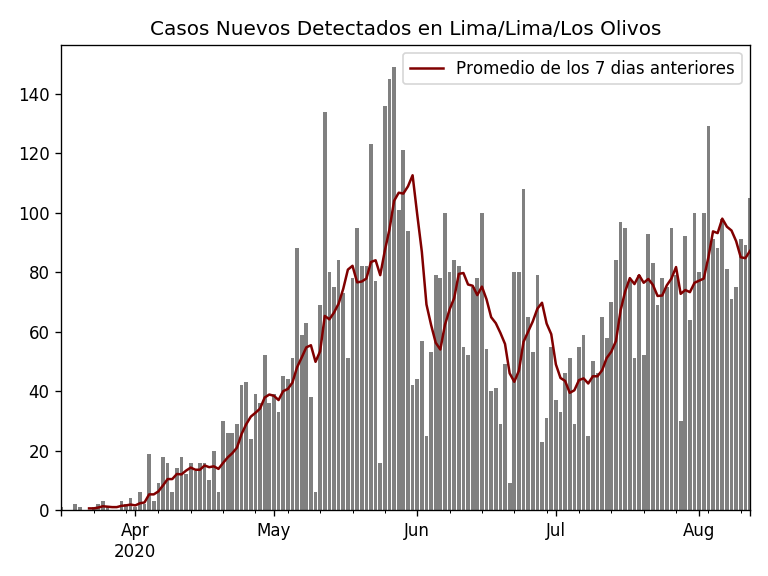 Casos Nuevos Detectados en Lima/Lima/Los Olivos
Promedio de los 7 dias anteriores
140
120
100
80
60
40
20
0
Apr
2020
May
Jun
Jul
Aug